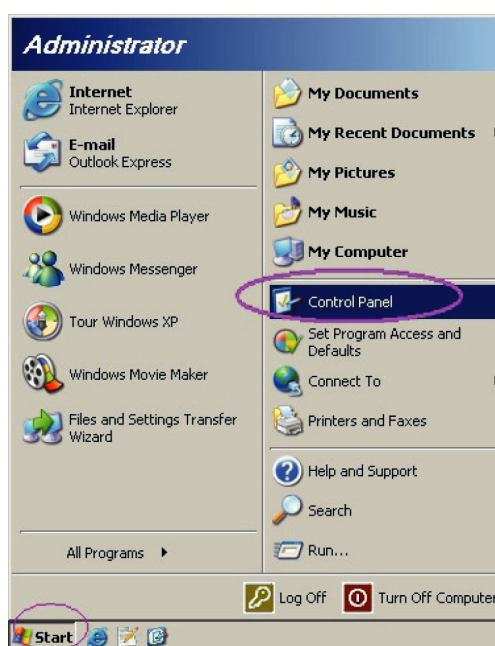 Administrator
Internet
Internet Explorer
E-mail
Outlook Express
Windows Media Player
Windows Messenger
Tour Windows XP
Windows Movie Maker
Files and Settings Transfer
Wizard
All Programs
My Documents
My Recent Documents
My Pictures
My Music
My Computer
Control Panel
Set Program Access and
Defaults
Connect To
Printers and Faxes
Help and Support
Search
Run...
Log Off
Turn Off Computer
Start